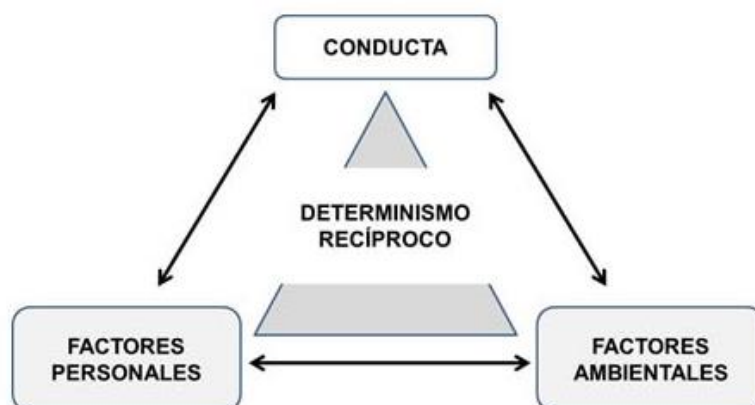 CONDUCTA
DETERMINISMO
RECÍPROCO
FACTORES
PERSONALES
FACTORES
AMBIENTALES